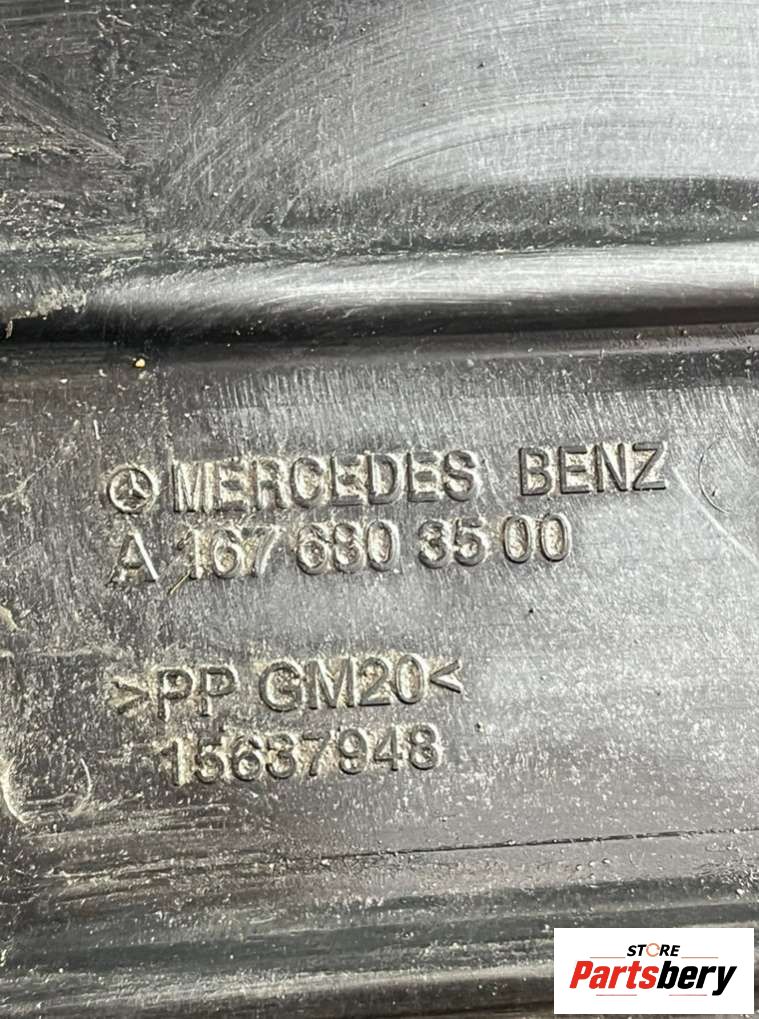 MERCEDES BENZ
A 167 680 35 00
>PP GM20<
15637948
STORE
Partsbery